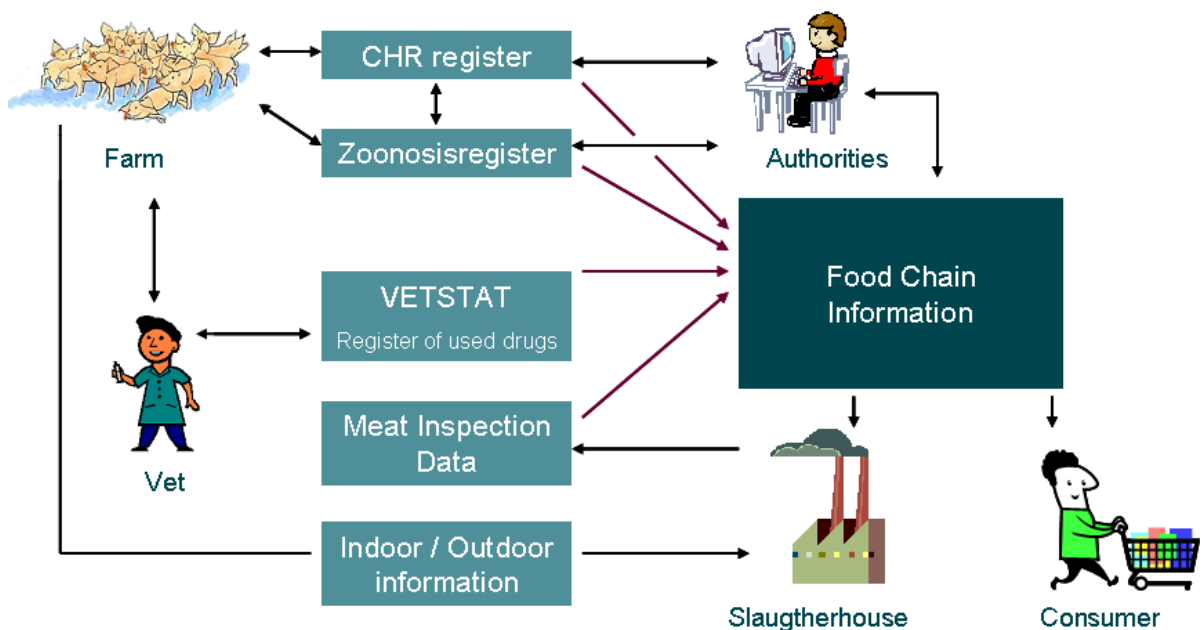 CHR register
Farm
Zoonosisregister
Authorities
Food Chain
Information
VETSTAT
Register of used drugs
Vet
Meat Inspection
Data
Indoor / Outdoor
information
Slaugtherhouse
Consumer